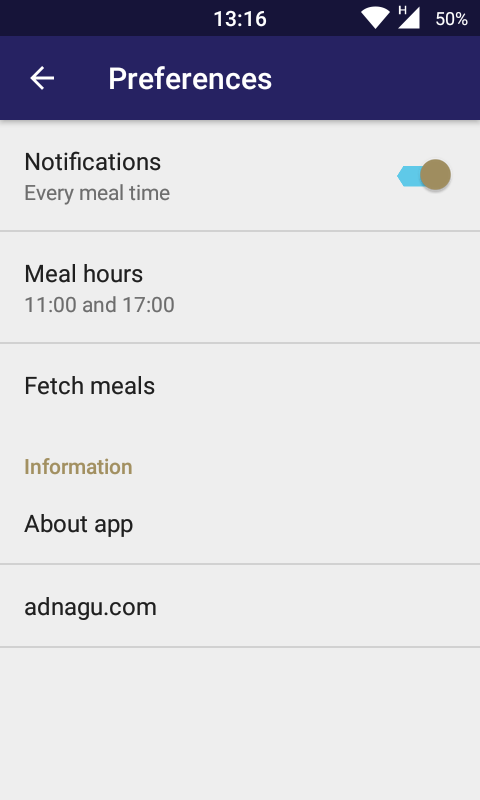 13:16
H
50%
Preferences
Notifications
Every meal time
Meal hours
11:00 and 17:00
Fetch meals
Information
About app
adnagu.com